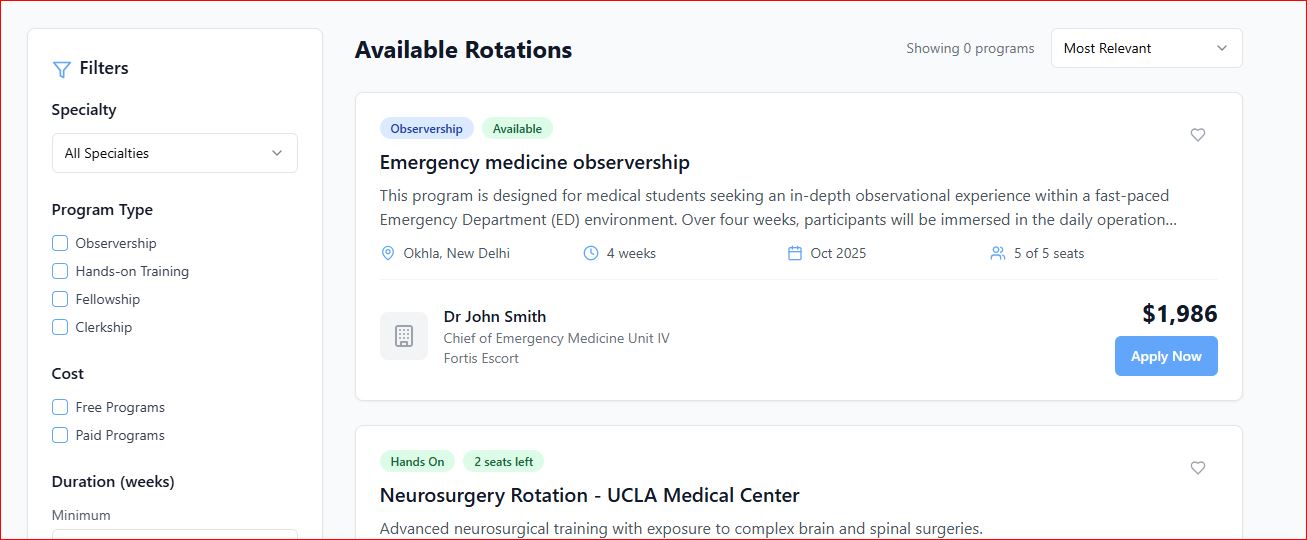 Filters
Specialty
All Specialties
Program Type
Observership
Hands-on Training
Fellowship
Clerkship
Cost
Free Programs
Paid Programs
Duration (weeks)
Minimum
Available Rotations
Showing 0 programs
Most Relevant
Observership
Available
Emergency medicine observership
This program is designed for medical students seeking an in-depth observational experience within a fast-paced
Emergency Department (ED) environment. Over four weeks, participants will be immersed in the daily operation...
Okhla, New Delhi
4 weeks
Oct 2025
5 of 5 seats
Dr John Smith
Chief of Emergency Medicine Unit IV
Fortis Escort
$1,986
Apply Now
Hands On
2 seats left
Neurosurgery Rotation - UCLA Medical Center
Advanced neurosurgical training with exposure to complex brain and spinal surgeries.